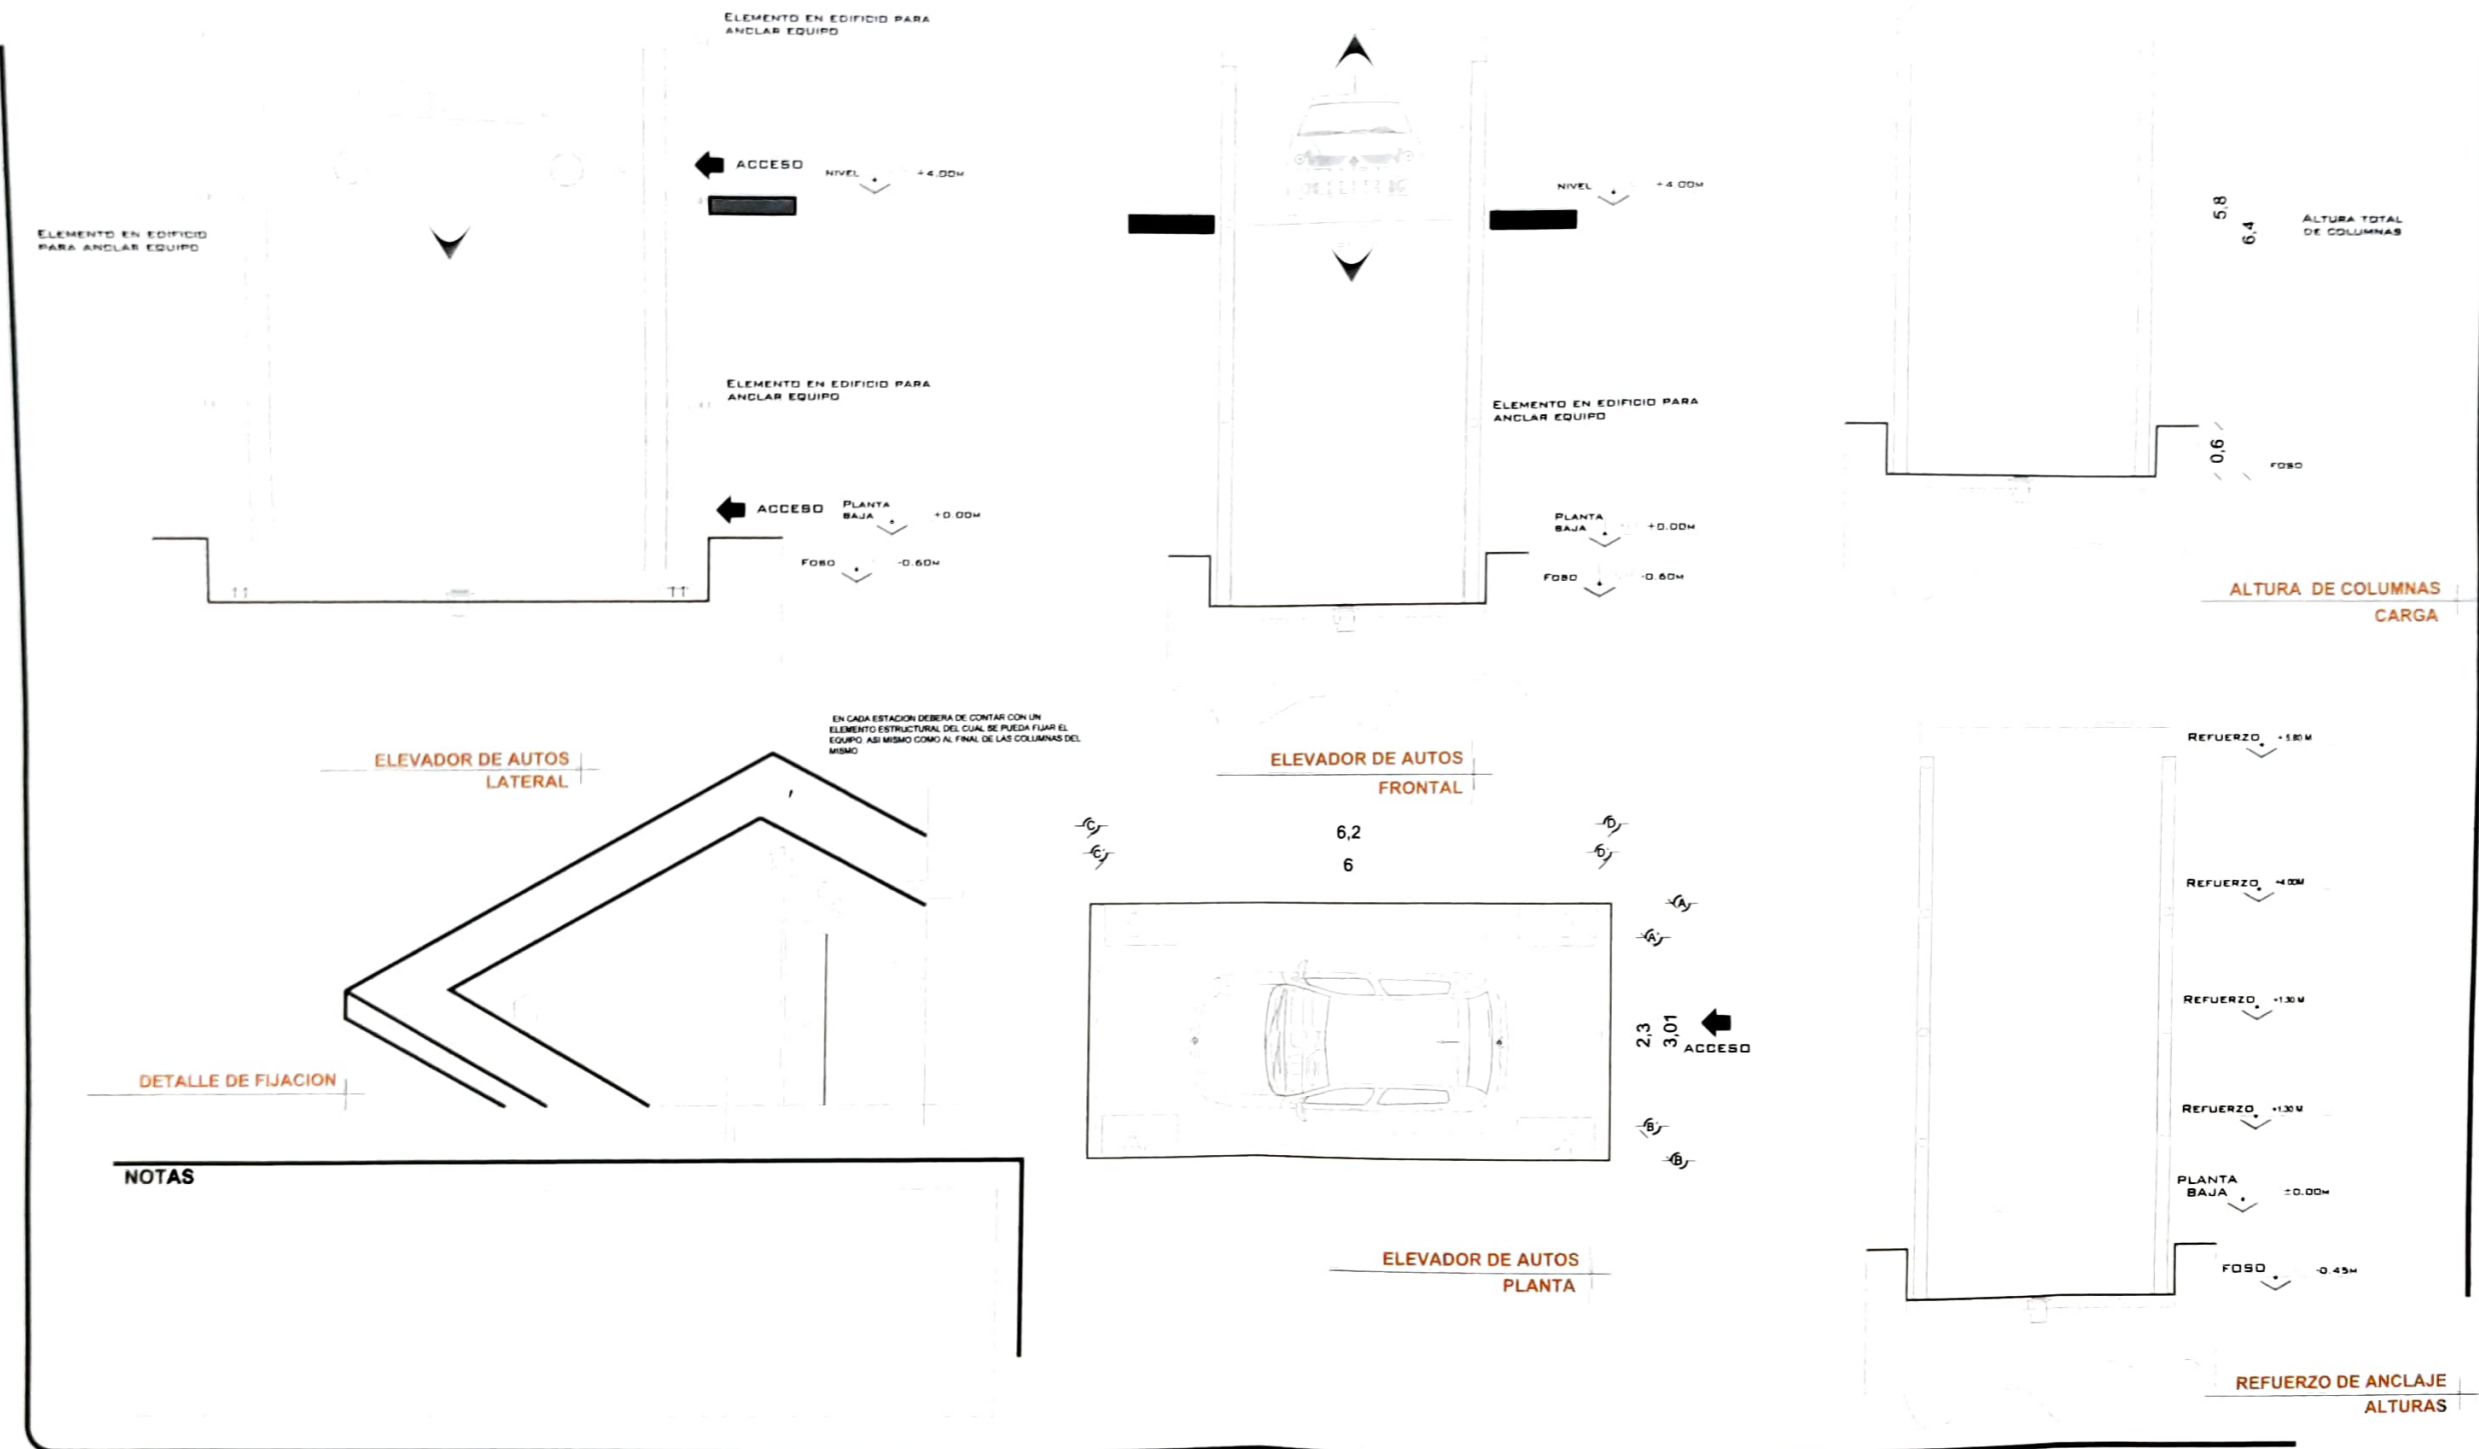 ELEMENTO EN EDIFICIO PARA
ANCLAR EQUIPO
ACCESO
NIVEL +4.00M
ELEMENTO EN EDIFICIO
PARA ANCLAR EQUIPO
ELEMENTO EN EDIFICIO PARA
ANCLAR EQUIPO
ACCESO
PLANTA
BAJA +0.00M
FOSO -0.60M
ELEVADOR DE AUTOS
LATERAL
NIVEL +4.00M
ELEMENTO EN EDIFICIO PARA
ANCLAR EQUIPO
PLANTA
BAJA +0.00M
FOSO -0.60M
ELEVADOR DE AUTOS
FRONTAL
5,8
6,4
ALTURA TOTAL
DE COLUMNAS
0,6
FOSO
ALTURA DE COLUMNAS
CARGA
EN CADA ESTACION DEBERA DE CONTAR CON UN
ELEMENTO ESTRUCTURAL DEL CUAL SE PUEDA FIJAR EL
EQUIPO. ASI MISMO COMO AL FINAL DE LAS COLUMNAS DEL
MISMO
DETALLE DE FIJACION
NOTAS
C
D
6,2
C'
D'
6
A
A'
2,3
3,01
ACCESO
B'
B
ELEVADOR DE AUTOS
PLANTA
REFUERZO +5.80 M
REFUERZO +4.00M
REFUERZO +1.30 M
REFUERZO +1.30 M
PLANTA
BAJA ±0.00M
FOSO -0.45M
REFUERZO DE ANCLAJE
ALTURAS